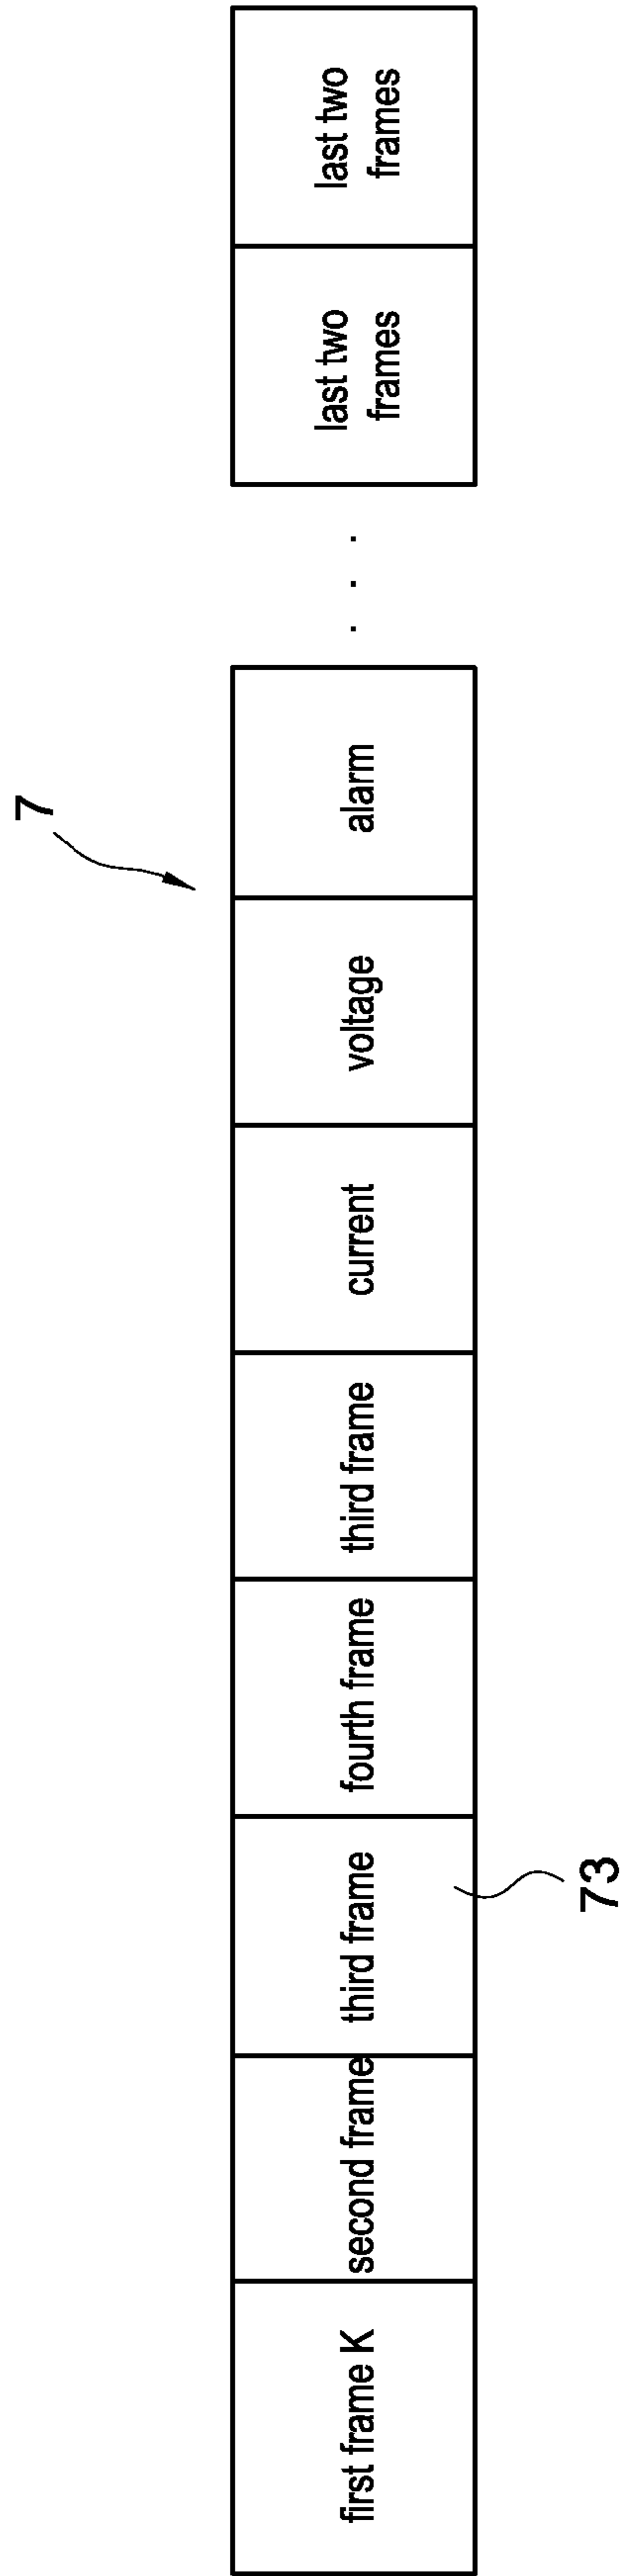 7
first frame K
second frame
third frame
fourth frame
third frame
current
voltage
alarm
. . .
last two
frames
last two
frames
73